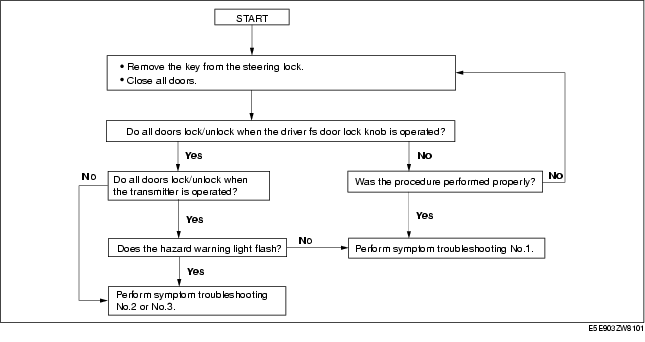 START
• Remove the key from the steering lock.
• Close all doors.
Do all doors lock/unlock when the driver fs door lock knob is operated?
Yes
No
No
Do all doors lock/unlock when
the transmitter is operated?
Was the procedure performed properly?
No
Yes
Yes
Does the hazard warning light flash?
No
Perform symptom troubleshooting No.1.
Yes
Perform symptom troubleshooting
No.2 or No.3.
E5E903ZW8101